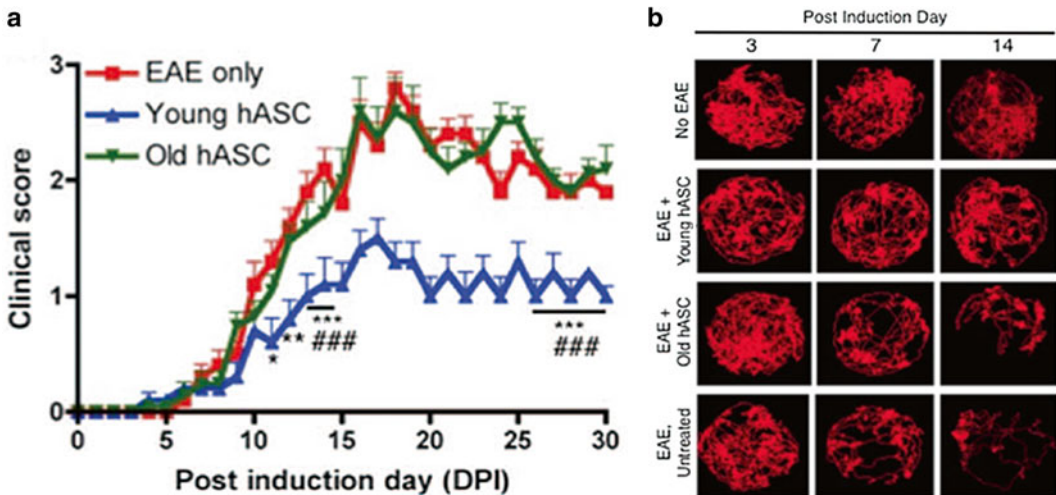 a
3
2
1
0
Clinical score
EAE only
Young hASC
Old hASC
*
**
***
###
***
###
0 5 10 15 20 25 30
Post induction day (DPI)
b
Post Induction Day
3 7 14
No EAE
EAE +
Young hASC
EAE +
Old hASC
EAE,
Untreated